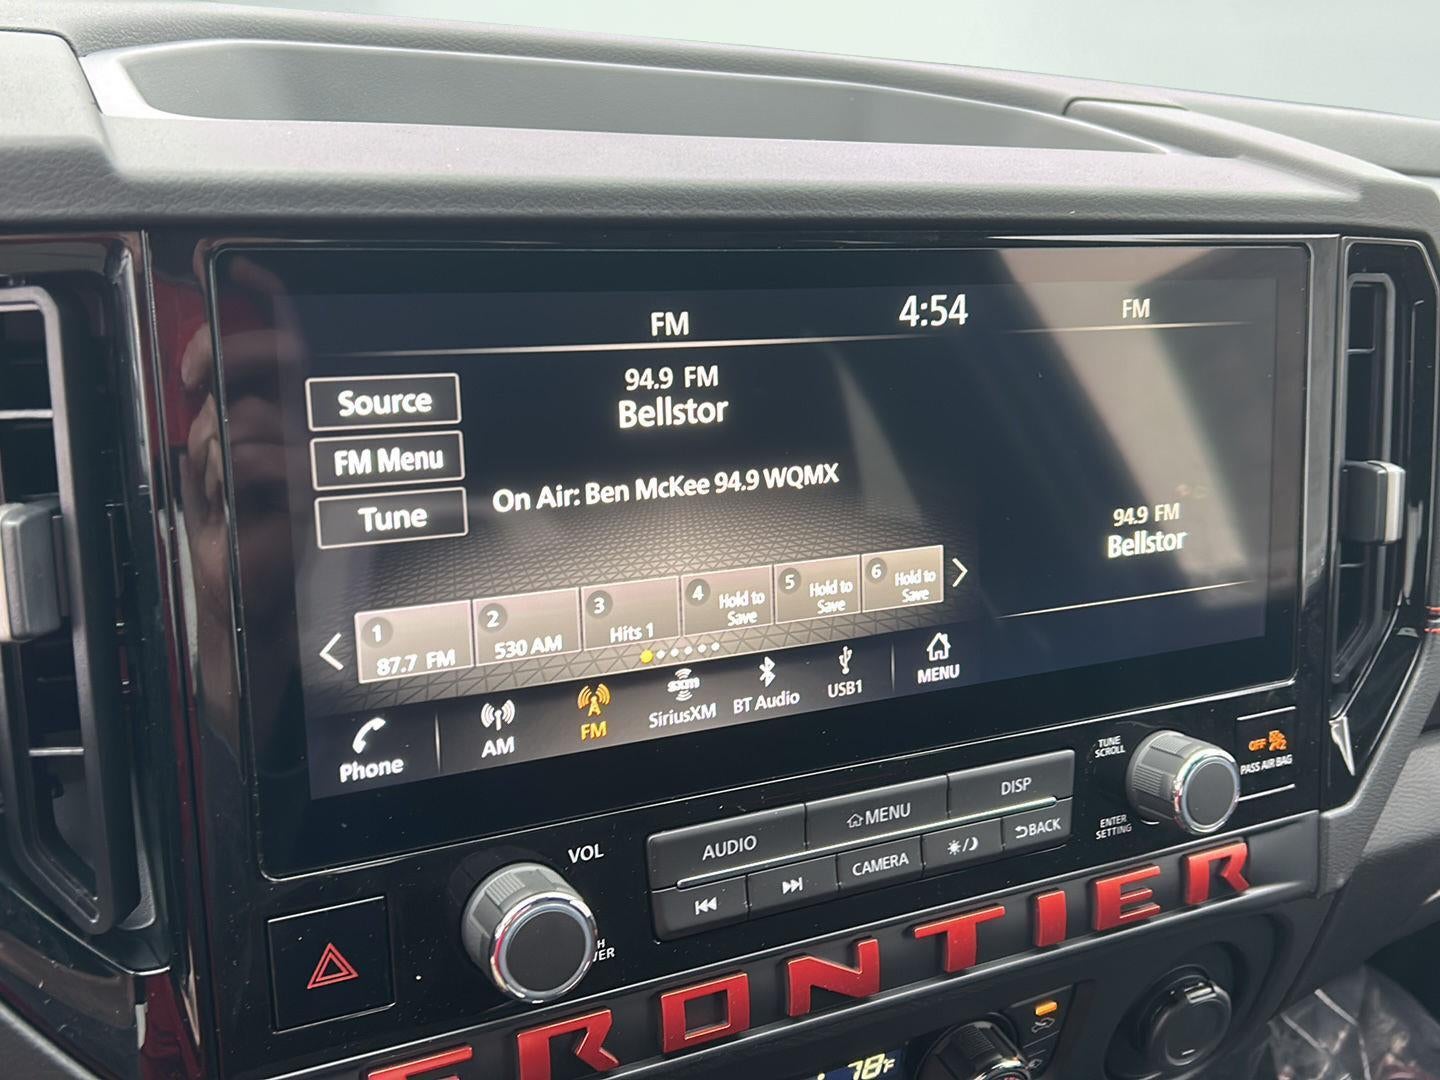 FM
4:54
FM
94.9 FM
Bellstor
Source
FM Menu
Tune
On Air: Ben McKee 94.9 WQMX
94.9 FM
Bellstor
1
87.7 FM
2
530 AM
3
Hits 1
4
Hold to
Save
5
Hold to
Save
6
Hold to
Save
Phone
AM
FM
sxm
SiriusXM
BT Audio
USB1
MENU
VOL
AUDIO
MENU
DISP
CAMERA
BACK
TUNE
SCROLL
ENTER
SETTING
OFF
PASS AIR BAG
FRONTIER
78°F